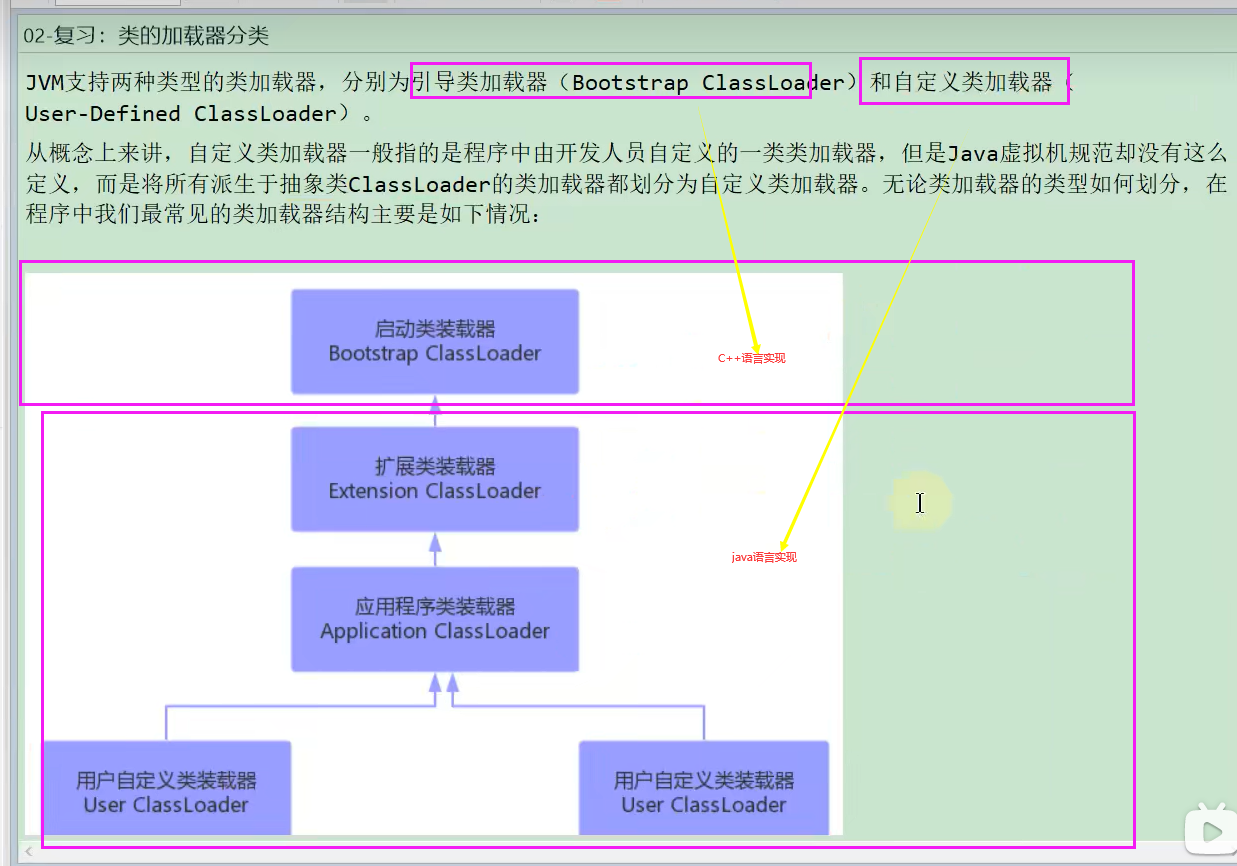 02-复习：类的加载器分类
JVM支持两种类型的类加载器，分别为引导类加载器（Bootstrap ClassLoader）和自定义类加载器（
User-Defined ClassLoader）。
从概念上来讲，自定义类加载器一般指的是程序中由开发人员自定义的一类类加载器，但是Java虚拟机规范却没有这么
定义，而是将所有派生于抽象类ClassLoader的类加载器都划分为自定义类加载器。无论类加载器的类型如何划分，在
程序中我们最常见的类加载器结构主要是如下情况：
启动类装载器
Bootstrap ClassLoader
C++语言实现
扩展类装载器
Extension ClassLoader
java语言实现
应用程序类装载器
Application ClassLoader
用户自定义类装载器
User ClassLoader
用户自定义类装载器
User ClassLoader